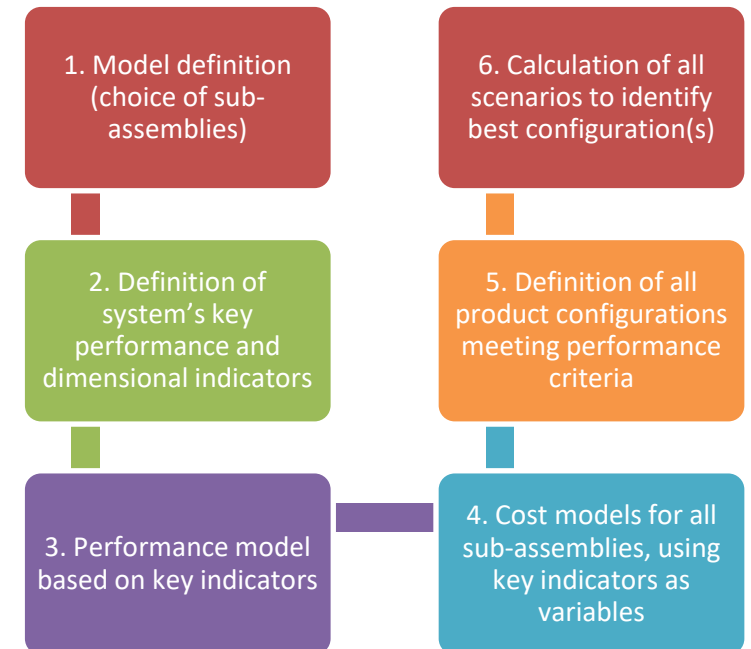 1. Model definition
(choice of sub-
assemblies)
2. Definition of
system’s key
performance and
dimensional indicators
3. Performance model
based on key indicators
4. Cost models for all
sub-assemblies, using
key indicators as
variables
5. Definition of all
product configurations
meeting performance
criteria
6. Calculation of all
scenarios to identify
best configuration(s)